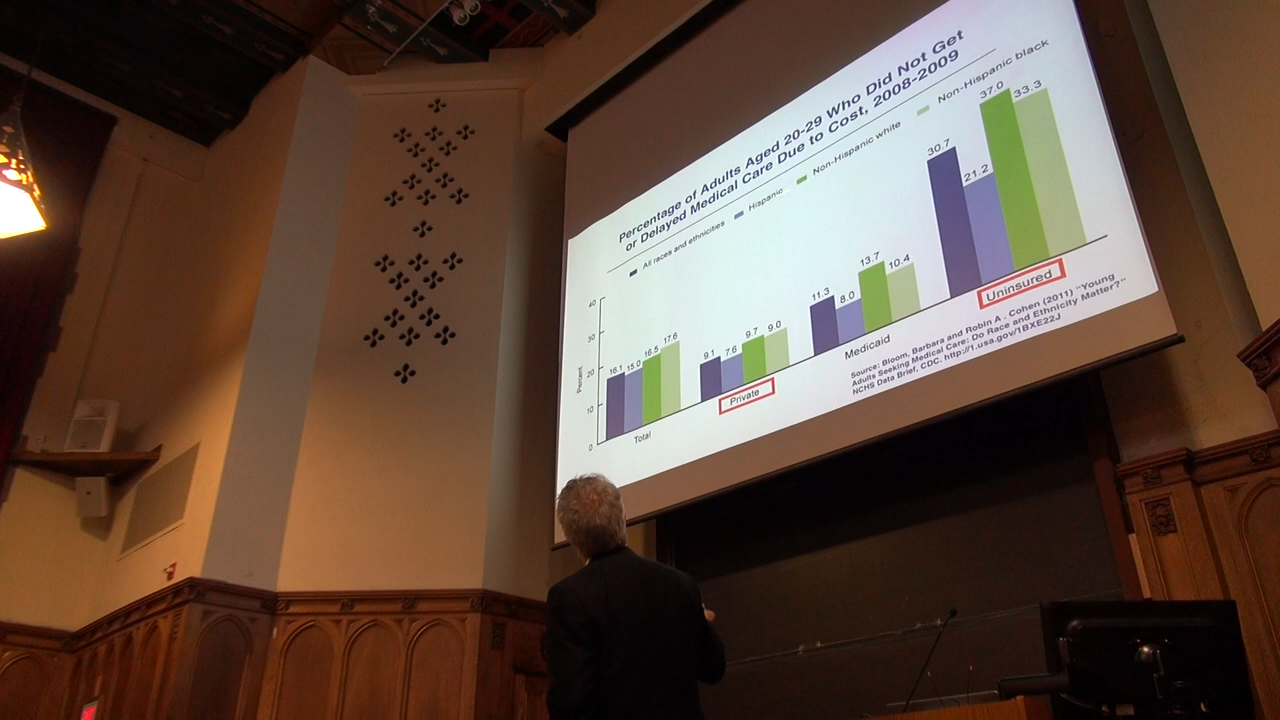 Percentage of Adults Aged 20-29 Who Did Not Get
or Delayed Medical Care Due to Cost, 2008-2009
All races and ethnicities
Hispanic
Non-Hispanic white
Non-Hispanic black
Percent
40
30
20
10
0
16.1
15.0
16.5
17.6
Total
9.1
7.6
9.7
9.0
Private
11.3
8.0
13.7
10.4
Medicaid
30.7
21.2
37.0
33.3
Uninsured
Source: Bloom, Barbara and Robin A. Cohen (2011) "Young
Adults Seeking Medical Care: Do Race and Ethnicity Matter?"
NCHS Data Brief, CDC. http://1.usa.gov/1BXE22J